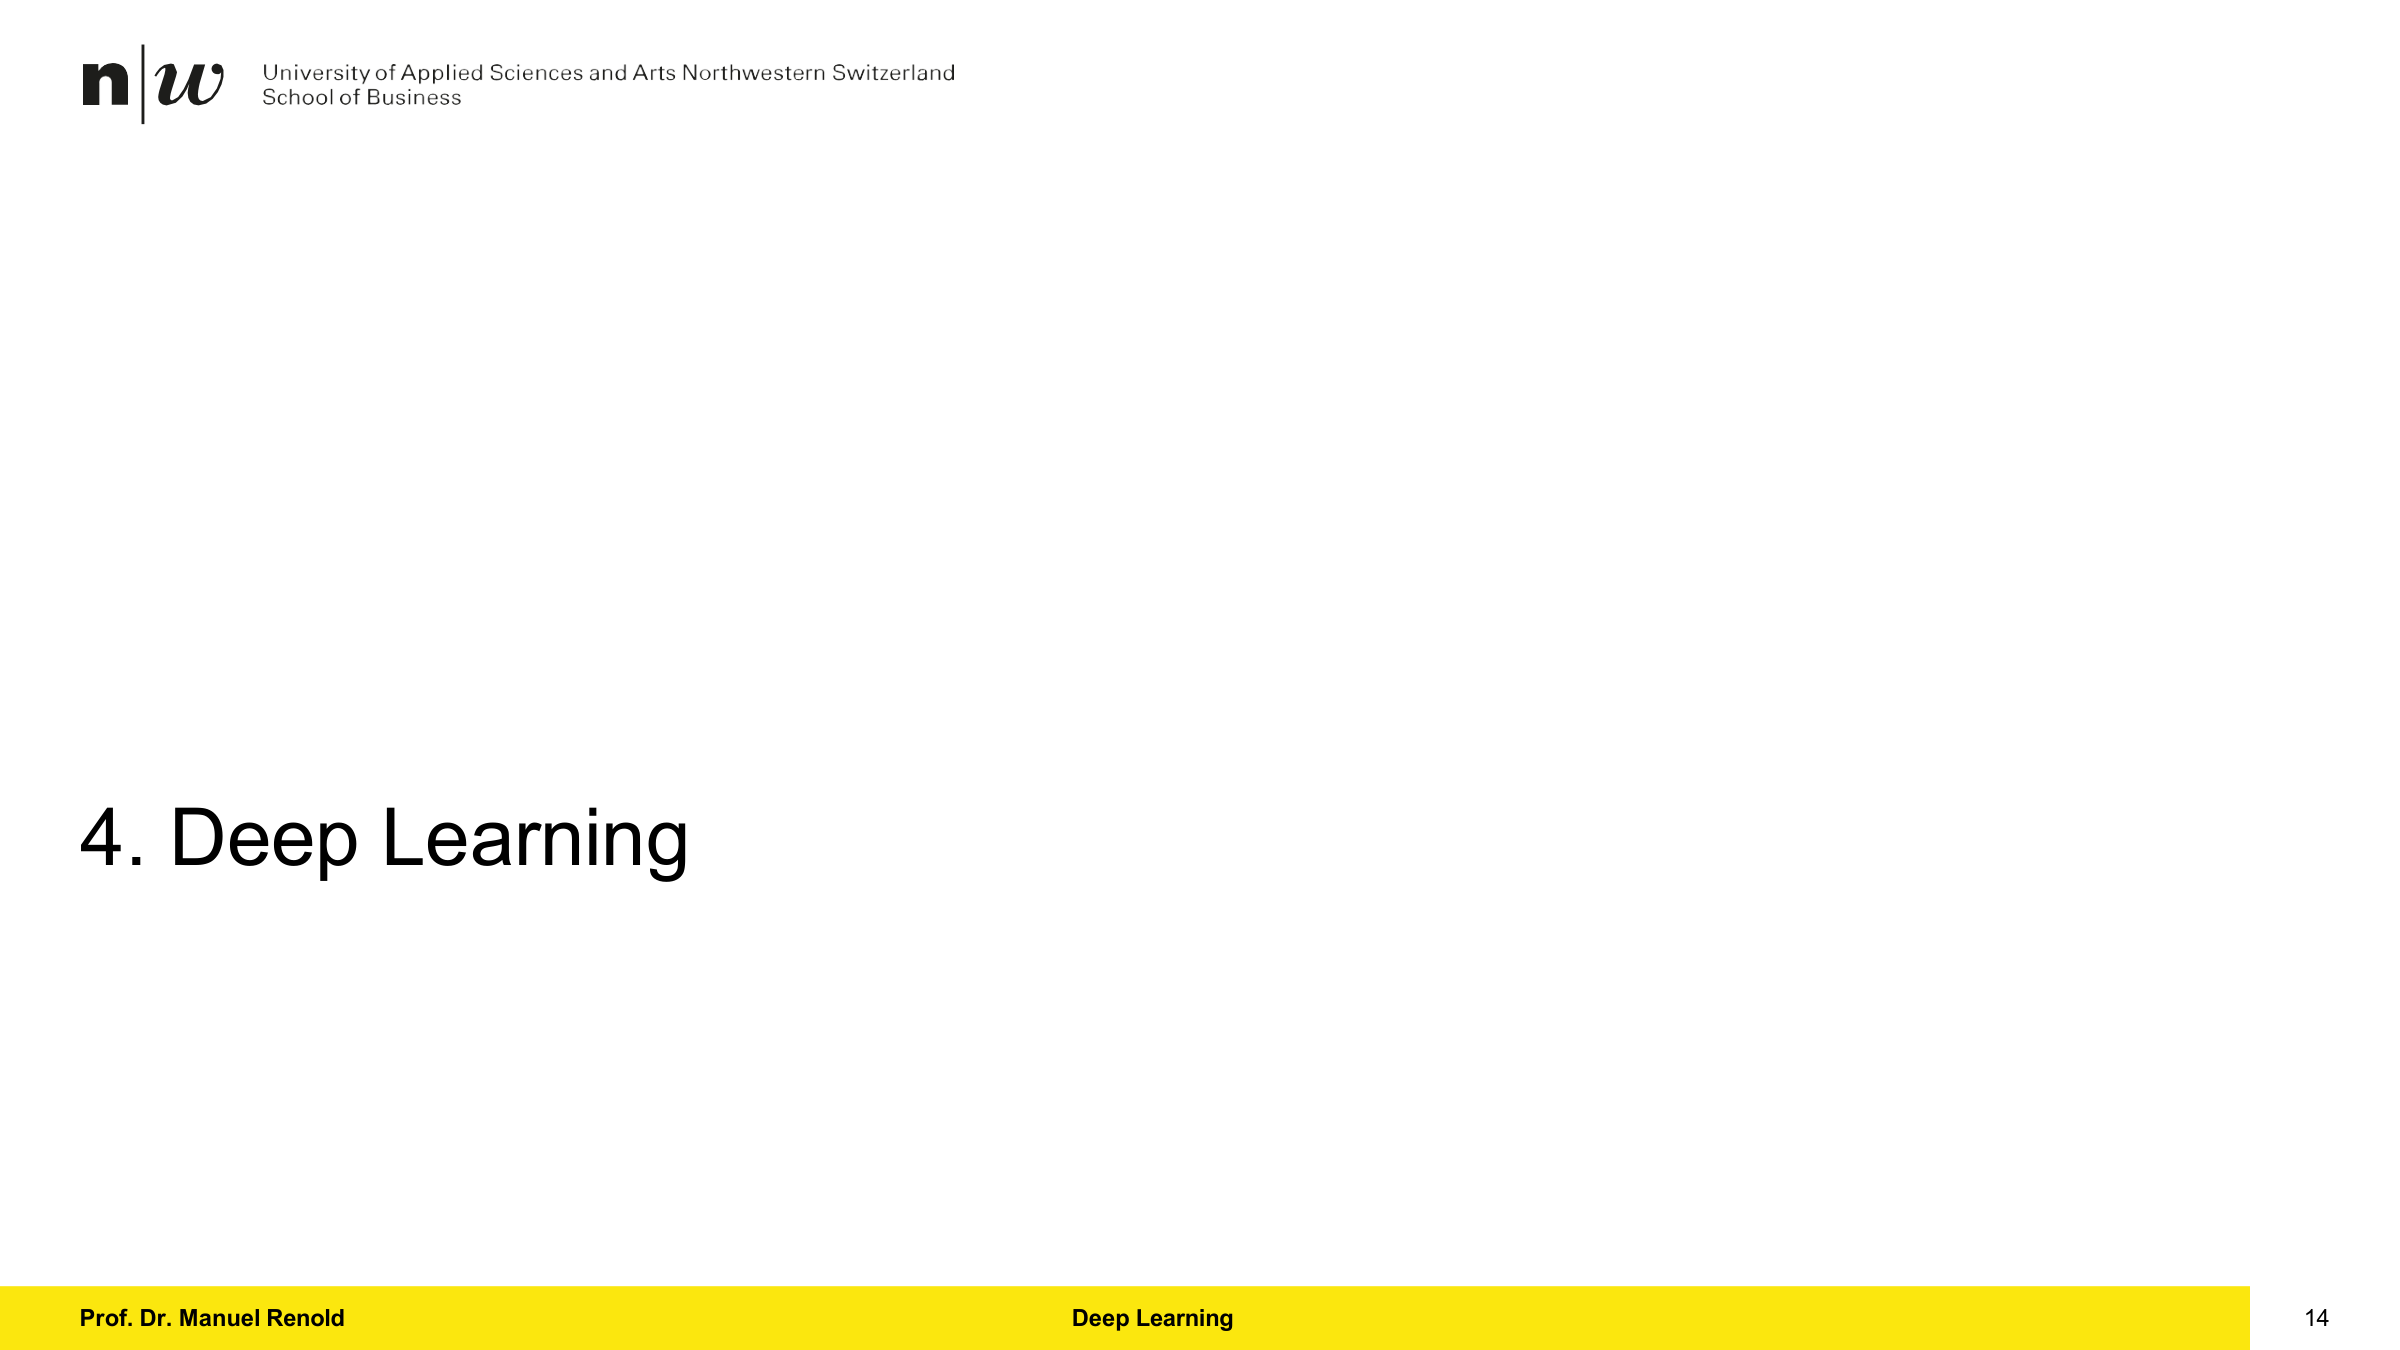 n|w
University of Applied Sciences and Arts Northwestern Switzerland
School of Business
4. Deep Learning
Prof. Dr. Manuel Renold
Deep Learning
14